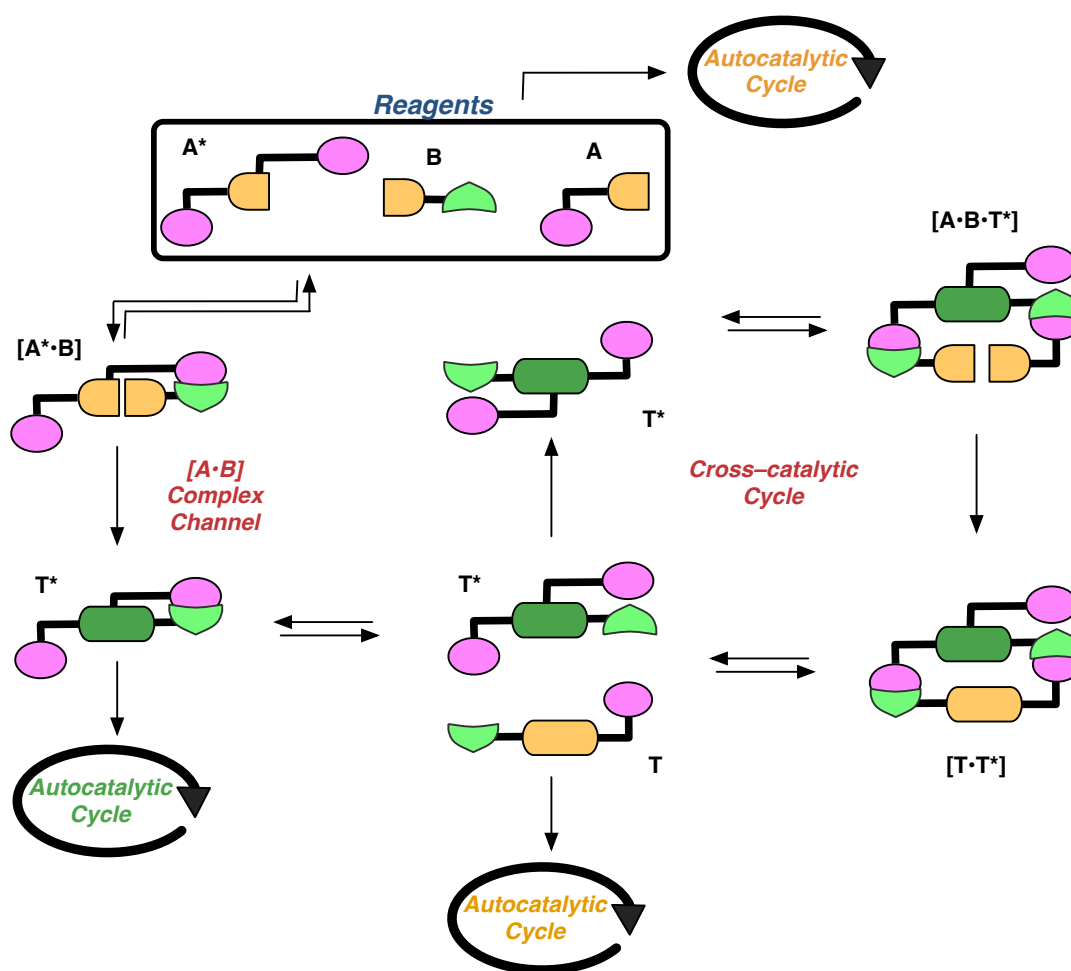 Autocatalytic
Cycle
Reagents
A*
B
A
[A•B•T*]
[A*•B]
T*
[A•B]
Complex
Channel
Cross–catalytic
Cycle
T*
T*
T
[T•T*]
Autocatalytic
Cycle
Autocatalytic
Cycle